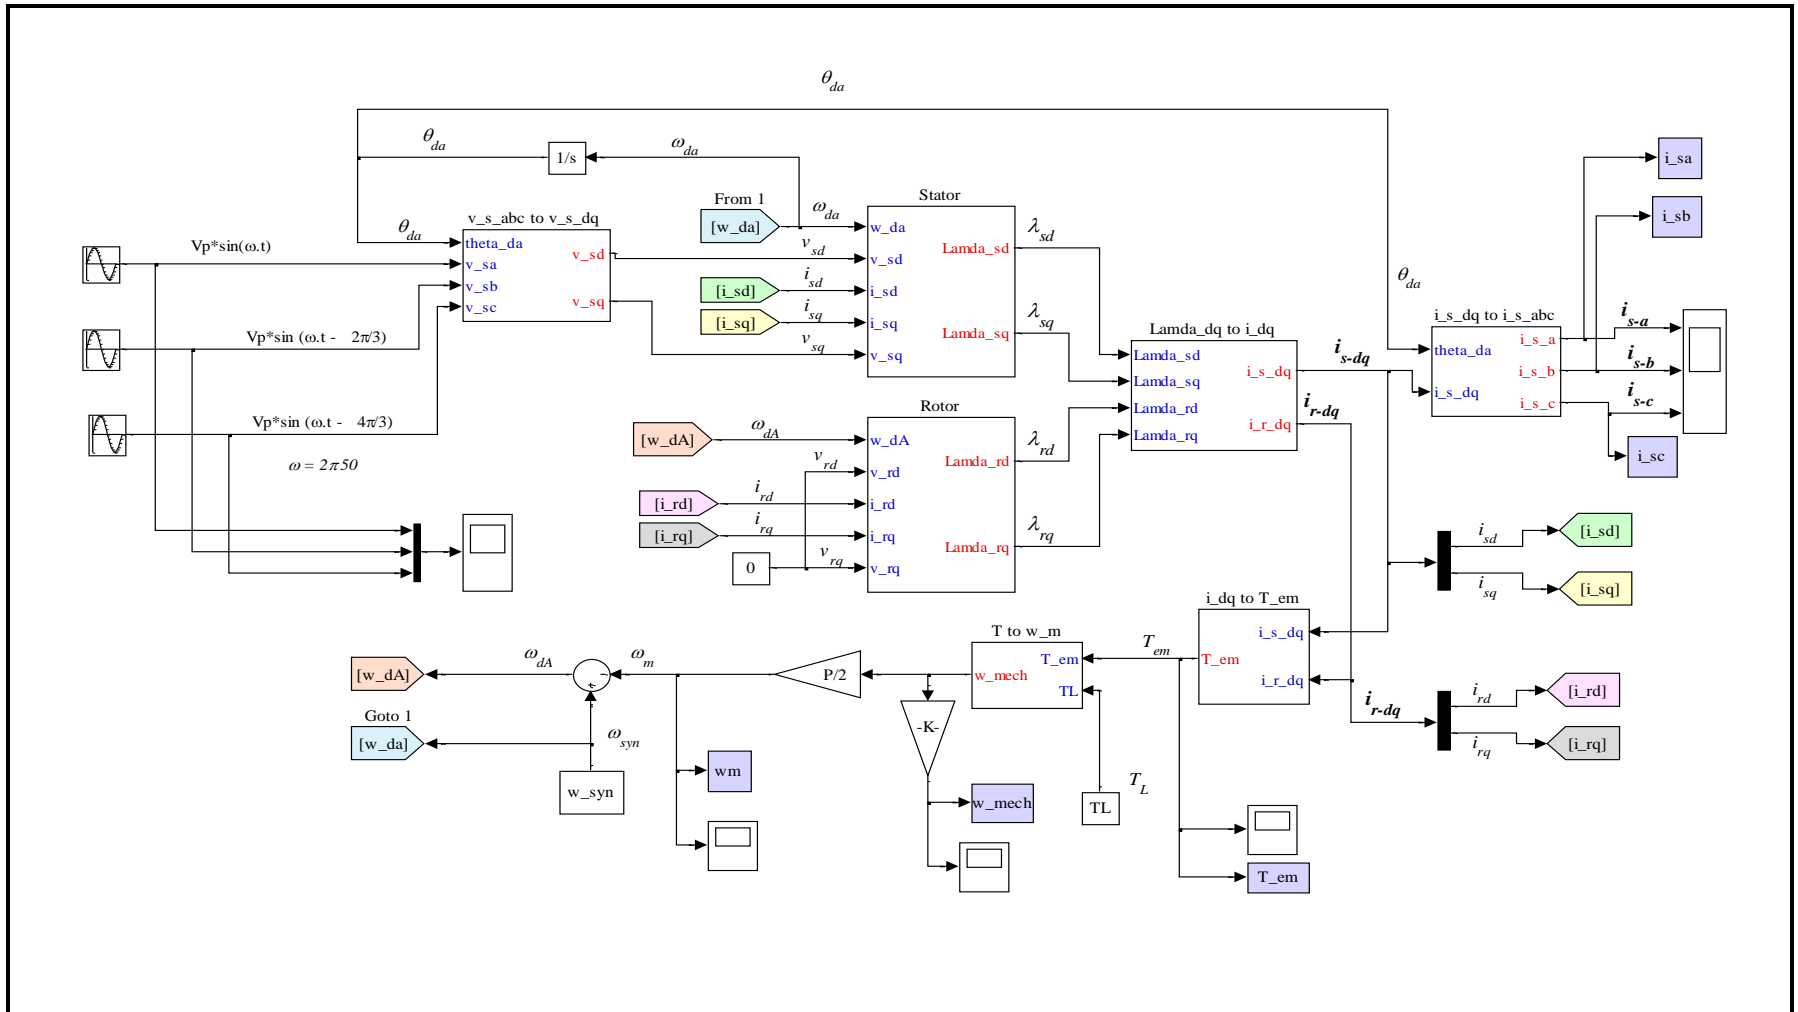 θda
θda
ωda
i_sa
From 1
Stator
v_s_abc to v_s_dq
[w_da]
ωda
w_da
λsd
i_sb
Vp*sin(ω.t)
θda
theta_da
v_sa
v_sb
v_sc
v_sd
v_sq
vsd
v_sd
Lamda_sd
[i_sd]
isd
i_sd
[i_sq]
isq
i_sq
Lamda_sq
λsq
vsq
v_sq
θda
Vp*sin (ω.t - 2π/3)
Lamda_dq to i_dq
Lamda_sd
Lamda_sq
Lamda_rd
Lamda_rq
i_s_dq
i_r_dq
is-dq
ir-dq
i_s_dq to i_s_abc
theta_da
i_s_dq
i_s_a
i_s_b
i_s_c
is-a
is-b
is-c
i_sc
Vp*sin (ω.t - 4π/3)
ω = 2π50
Rotor
[w_dA]
ωdA
w_dA
vrd
v_rd
Lamda_rd
λrd
[i_rd]
ird
i_rd
[i_rq]
irq
i_rq
Lamda_rq
λrq
0
vrq
v_rq
isd
[i_sd]
isq
[i_sq]
i_dq to T_em
i_s_dq
T_em
i_r_dq
Tem
T to w_m
T_em
w_mech
TL
P/2
ωm
-
+
ωdA
[w_dA]
Goto 1
[w_da]
ωsyn
w_syn
-K-
ir-dq
ird
[i_rd]
irq
[i_rq]
wm
w_mech
TL
TL
T_em